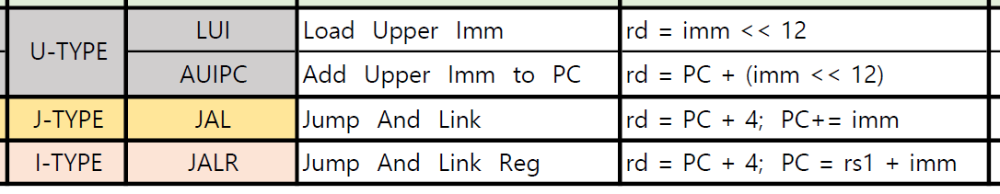 U-TYPE
LUI Load Upper Imm rd = imm << 12
AUIPC Add Upper Imm to PC rd = PC + (imm << 12)
J-TYPE JAL Jump And Link rd = PC + 4; PC+= imm
I-TYPE JALR Jump And Link Reg rd = PC + 4; PC = rs1 + imm